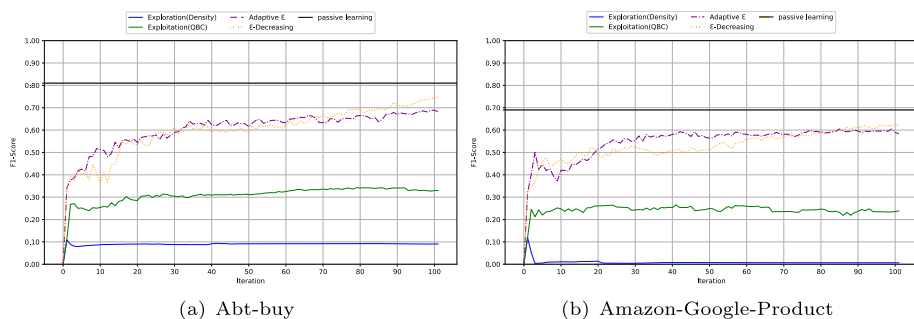 Exploration(Density) Adaptive Ɛ passive learning
Exploitation(QBC) Ɛ-Decreasing
1.00
0.90
0.80
0.70
0.60
0.50
0.40
0.30
0.20
0.10
0.00
F1-Score
0 10 20 30 40 50 60 70 80 90 100
Iteration
(a) Abt-buy
Exploration(Density) Adaptive Ɛ passive learning
Exploitation(QBC) Ɛ-Decreasing
1.00
0.90
0.80
0.70
0.60
0.50
0.40
0.30
0.20
0.10
0.00
F1-Score
0 10 20 30 40 50 60 70 80 90 100
Iteration
(b) Amazon-Google-Product